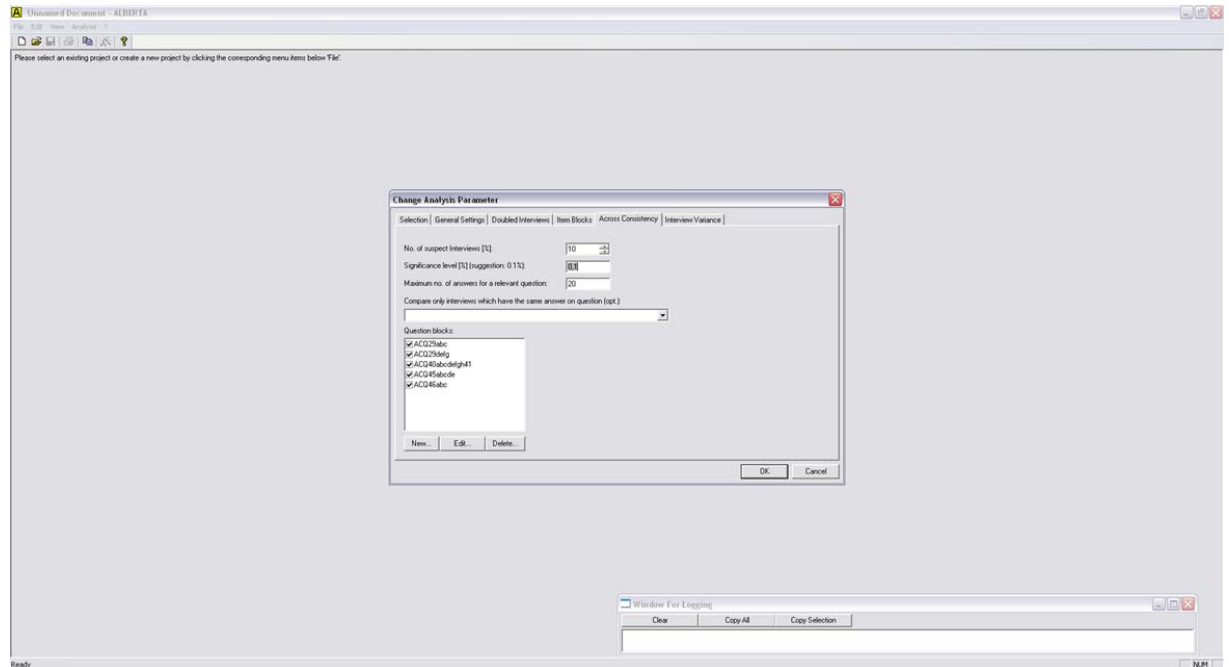 Unnamed Document - ALBERTA
File Edit View Analysis ?
Please select an existing project or create a new project by clicking the corresponding menu items below 'File'.
Change Analysis Parameter
Selection General Settings Doubled Interviews Item Blocks Across Consistency Interview Variance
No. of suspect Interviews [%]: 10
Significance level [%] (suggestion: 0.1%): 0,1
Maximum no. of answers for a relevant question: 20
Compare only interviews which have the same answer on question (opt.):
Question blocks:
ACQ29abc
ACQ29defg
ACQ40abcdefgh41
ACQ45abcde
ACQ46abc
New... Edit... Delete...
OK Cancel
Window For Logging
Clear Copy All Copy Selection
Ready NUM